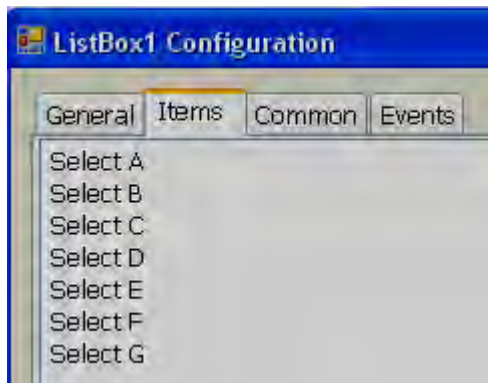 ListBox1 Configuration
General Items Common Events
Select A
Select B
Select C
Select D
Select E
Select F
Select G